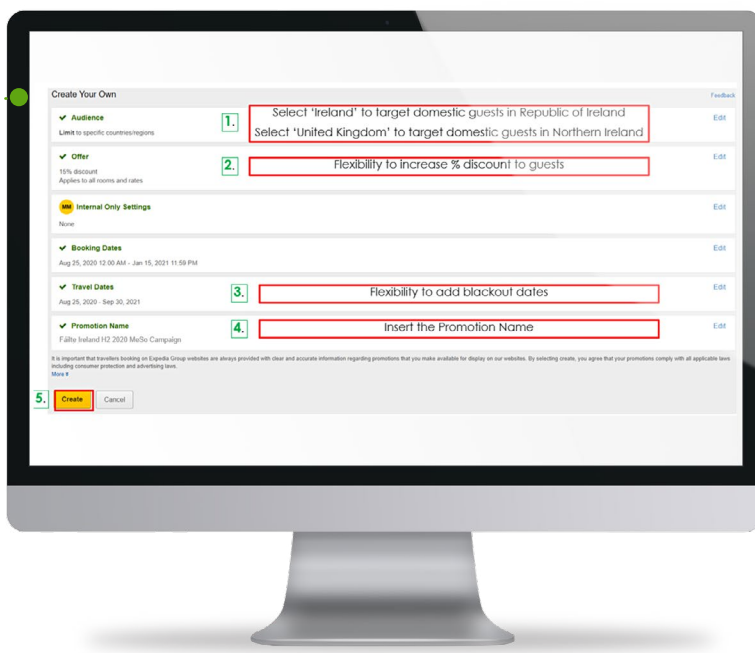 Create Your Own
Feedback
✔ Audience
Limit to specific countries/regions
1.
Select 'Ireland' to target domestic guests in Republic of Ireland
Select 'United Kingdom' to target domestic guests in Northern Ireland
Edit
✔ Offer
15% discount
Applies to all rooms and rates
2.
Flexibility to increase % discount to guests
Edit
MM Internal Only Settings
None
Edit
✔ Booking Dates
Aug 25, 2020 12:00 AM - Jan 15, 2021 11:59 PM
Edit
✔ Travel Dates
Aug 25, 2020 - Sep 30, 2021
3.
Flexibility to add blackout dates
Edit
✔ Promotion Name
Fáilte Ireland H2 2020 MeSo Campaign
4.
Insert the Promotion Name
Edit
It is important that travellers booking on Expedia Group websites are always provided with clear and accurate information regarding promotions that you make available for display on our websites. By selecting create, you agree that your promotions comply with all applicable laws
including consumer protection and advertising laws.
More
5.
Create
Cancel